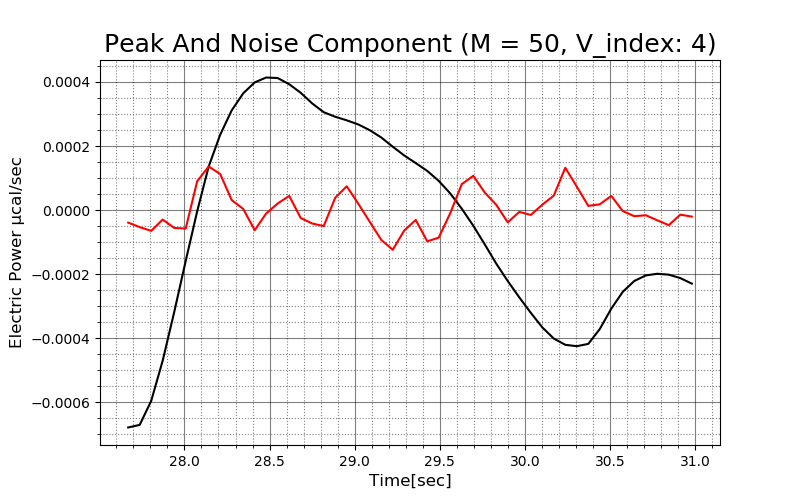 Peak And Noise Component (M = 50, V_index: 4)
Electric Power μcal/sec
0.0004
0.0002
0.0000
−0.0002
−0.0004
−0.0006
28.0 28.5 29.0 29.5 30.0 30.5 31.0
Time[sec]